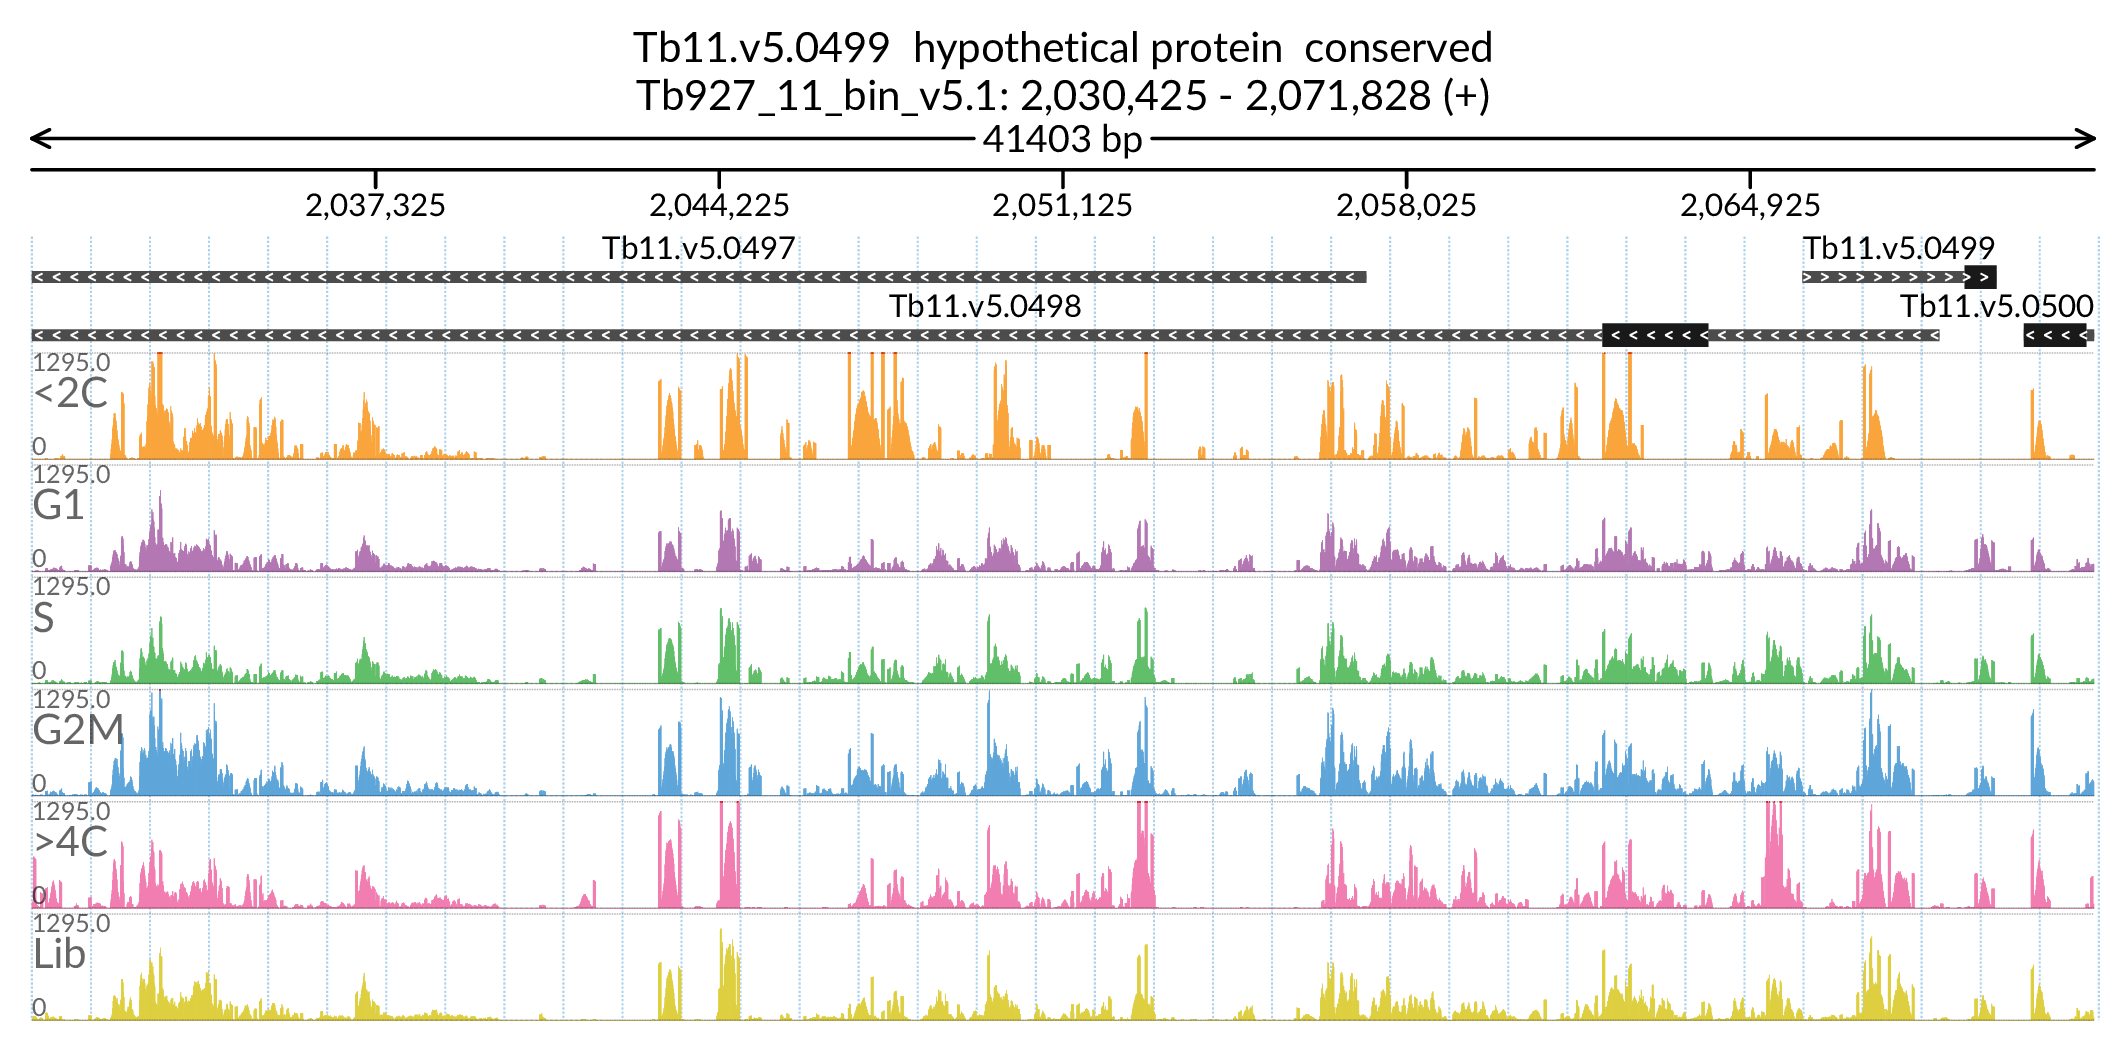 Tb11.v5.0499 hypothetical protein conserved
Tb927_11_bin_v5.1: 2,030,425 - 2,071,828 (+)
41403 bp
2,037,325 2,044,225 2,051,125 2,058,025 2,064,925
Tb11.v5.0497 Tb11.v5.0499
Tb11.v5.0498 Tb11.v5.0500
1295.0
<2C
0
1295.0
G1
0
1295.0
S
0
1295.0
G2M
0
1295.0
>4C
0
1295.0
Lib
0